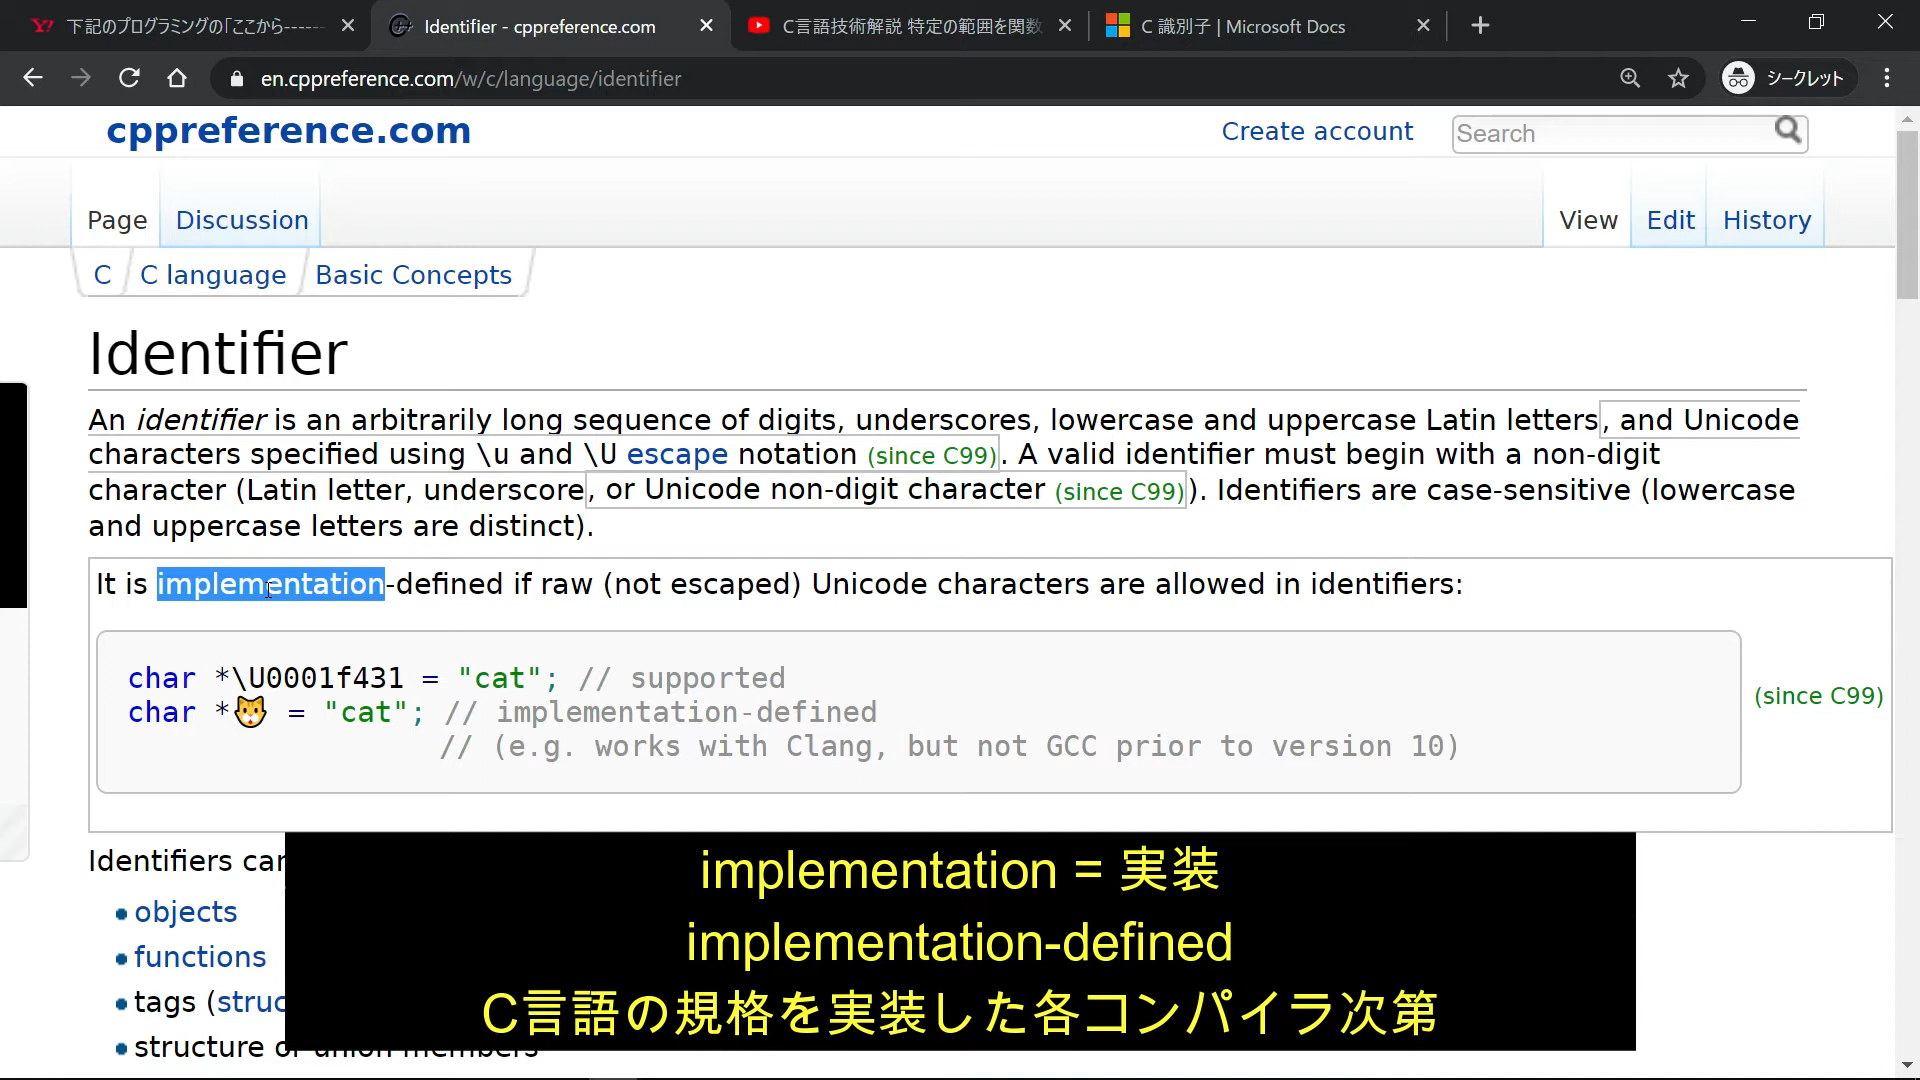 下記のプログラミングの「ここから------
Identifier - cppreference.com
C言語技術解説 特定の範囲を関数
C 識別子 | Microsoft Docs
en.cppreference.com/w/c/language/identifier
シークレット
cppreference.com
Create account
Search
Page
Discussion
View
Edit
History
C
C language
Basic Concepts
Identifier
An identifier is an arbitrarily long sequence of digits, underscores, lowercase and uppercase Latin letters, and Unicode
characters specified using \u and \U escape notation (since C99). A valid identifier must begin with a non-digit
character (Latin letter, underscore, or Unicode non-digit character (since C99)). Identifiers are case-sensitive (lowercase
and uppercase letters are distinct).
It is implementation-defined if raw (not escaped) Unicode characters are allowed in identifiers:
char *\U0001f431 = "cat"; // supported
char *🐱 = "cat"; // implementation-defined
// (e.g. works with Clang, but not GCC prior to version 10)
(since C99)
Identifiers can
objects
functions
tags (struc
structure or union members
implementation = 実装
implementation-defined
C言語の規格を実装した各コンパイラ次第